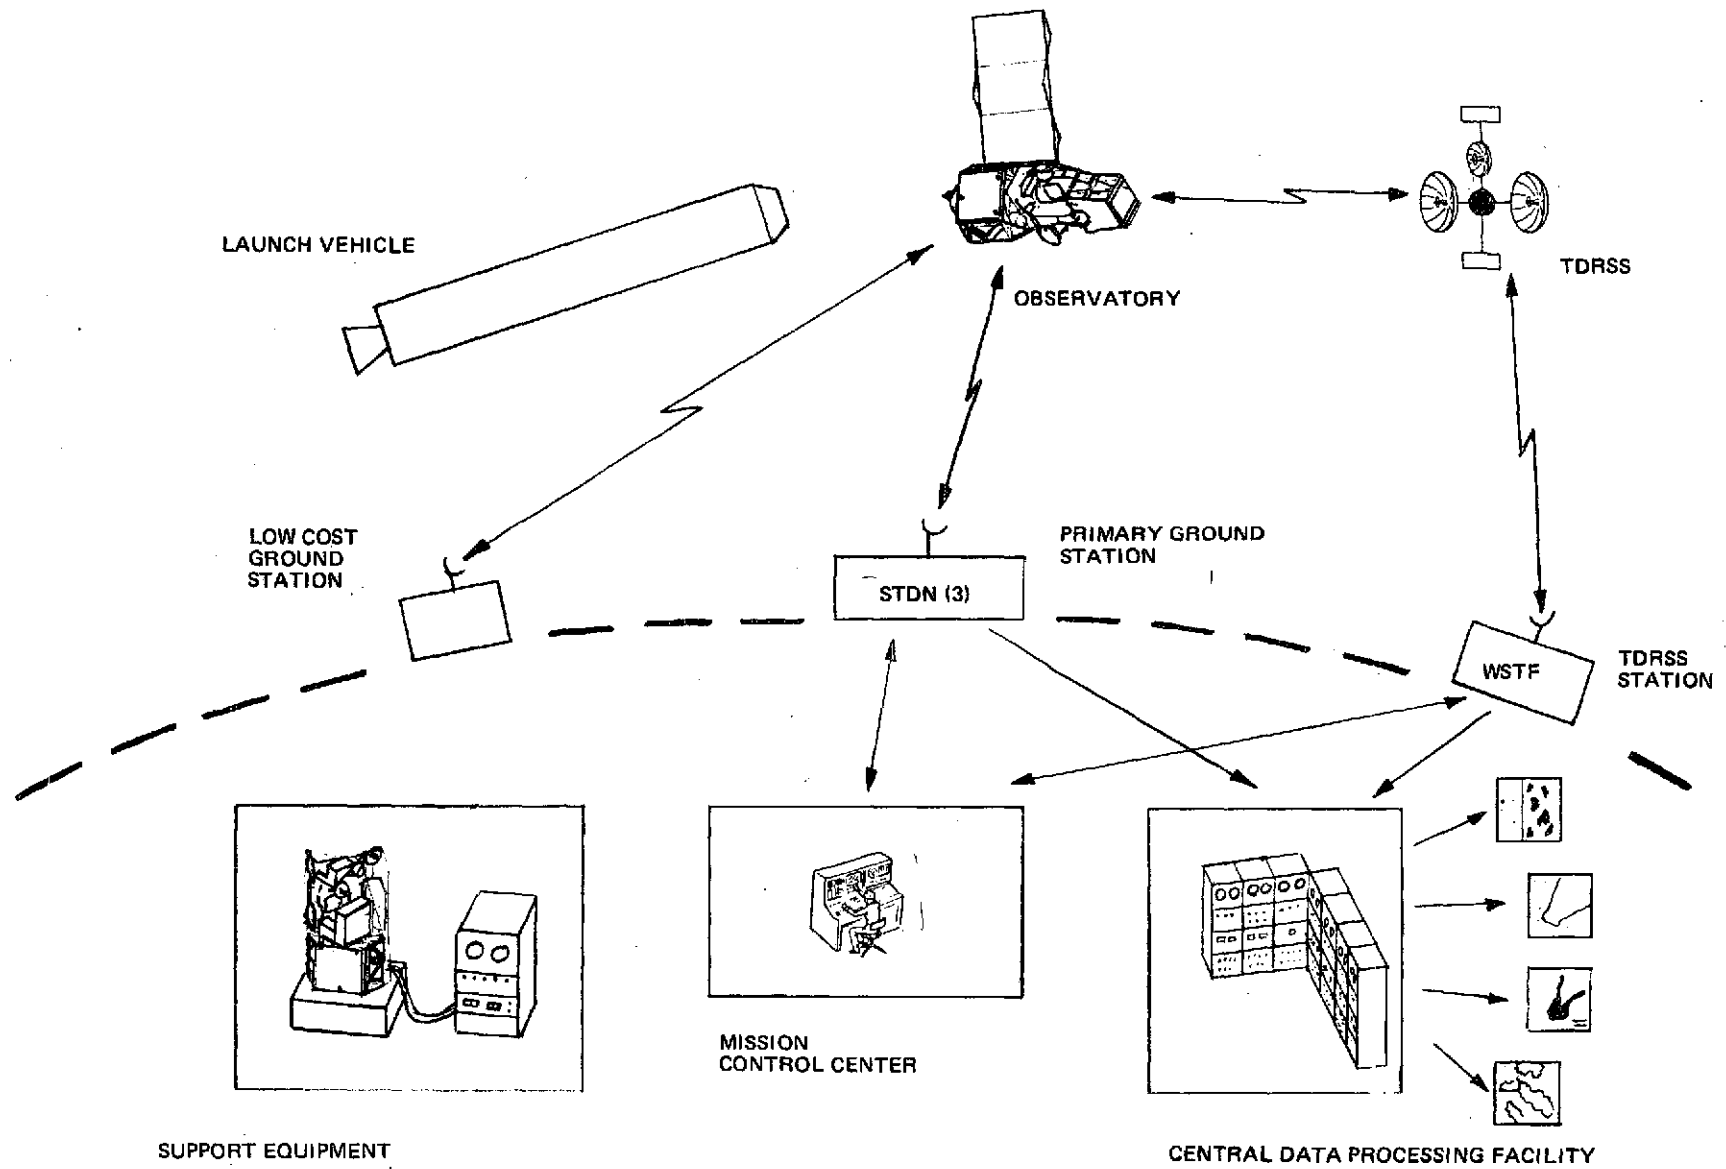 LAUNCH VEHICLE
OBSERVATORY
TDRSS
LOW COST
GROUND
STATION
PRIMARY GROUND
STATION
STDN (3)
WSTF
TDRSS
STATION
MISSION
CONTROL CENTER
SUPPORT EQUIPMENT
CENTRAL DATA PROCESSING FACILITY